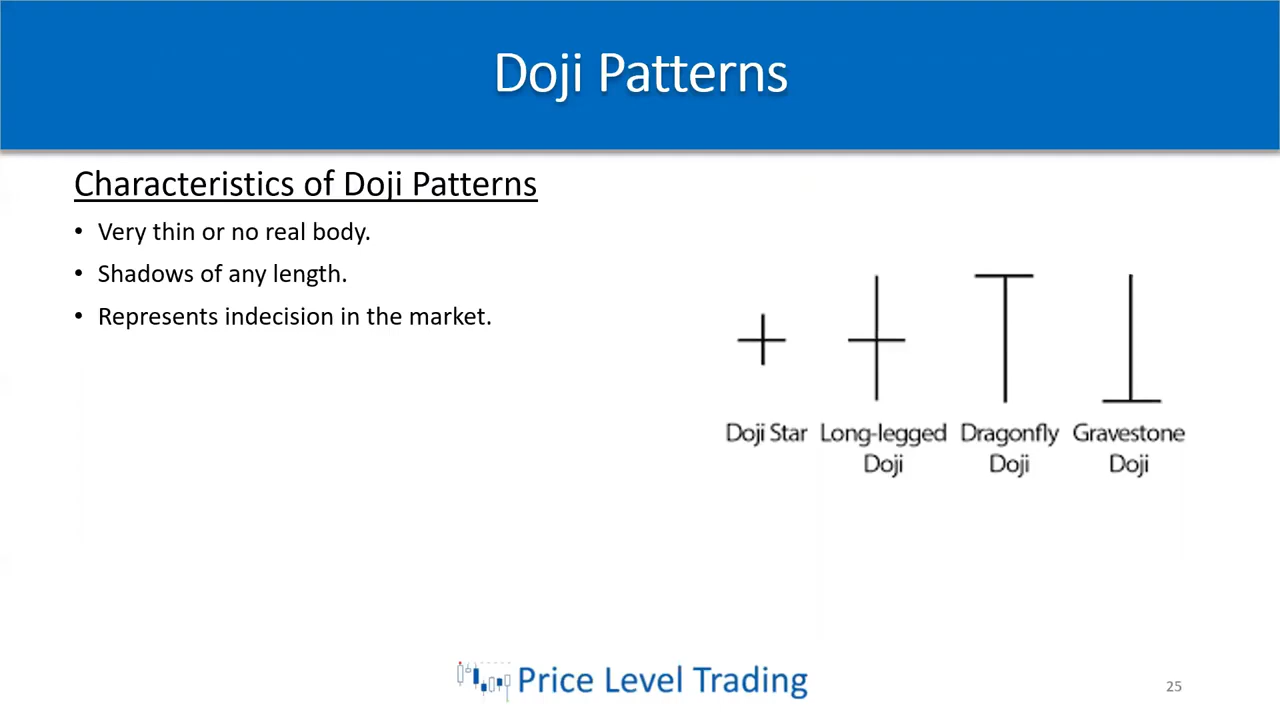 Doji Patterns
Characteristics of Doji Patterns
• Very thin or no real body.
• Shadows of any length.
• Represents indecision in the market.
Doji Star
Long-legged
Doji
Dragonfly
Doji
Gravestone
Doji
Price Level Trading
25